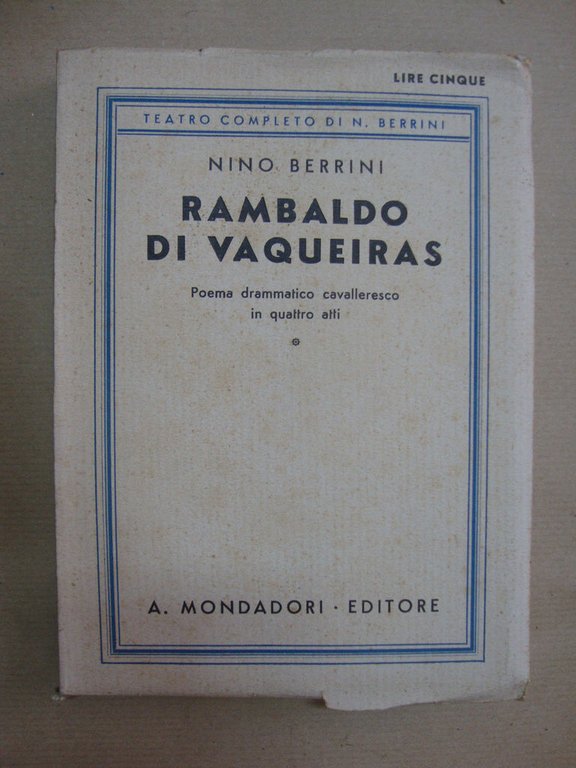 LIRE CINQUE
TEATRO COMPLETO DI N. BERRINI
NINO BERRINI
RAMBALDO
DI VAQUEIRAS
Poema drammatico cavalleresco
in quattro atti
A. MONDADORI · EDITORE